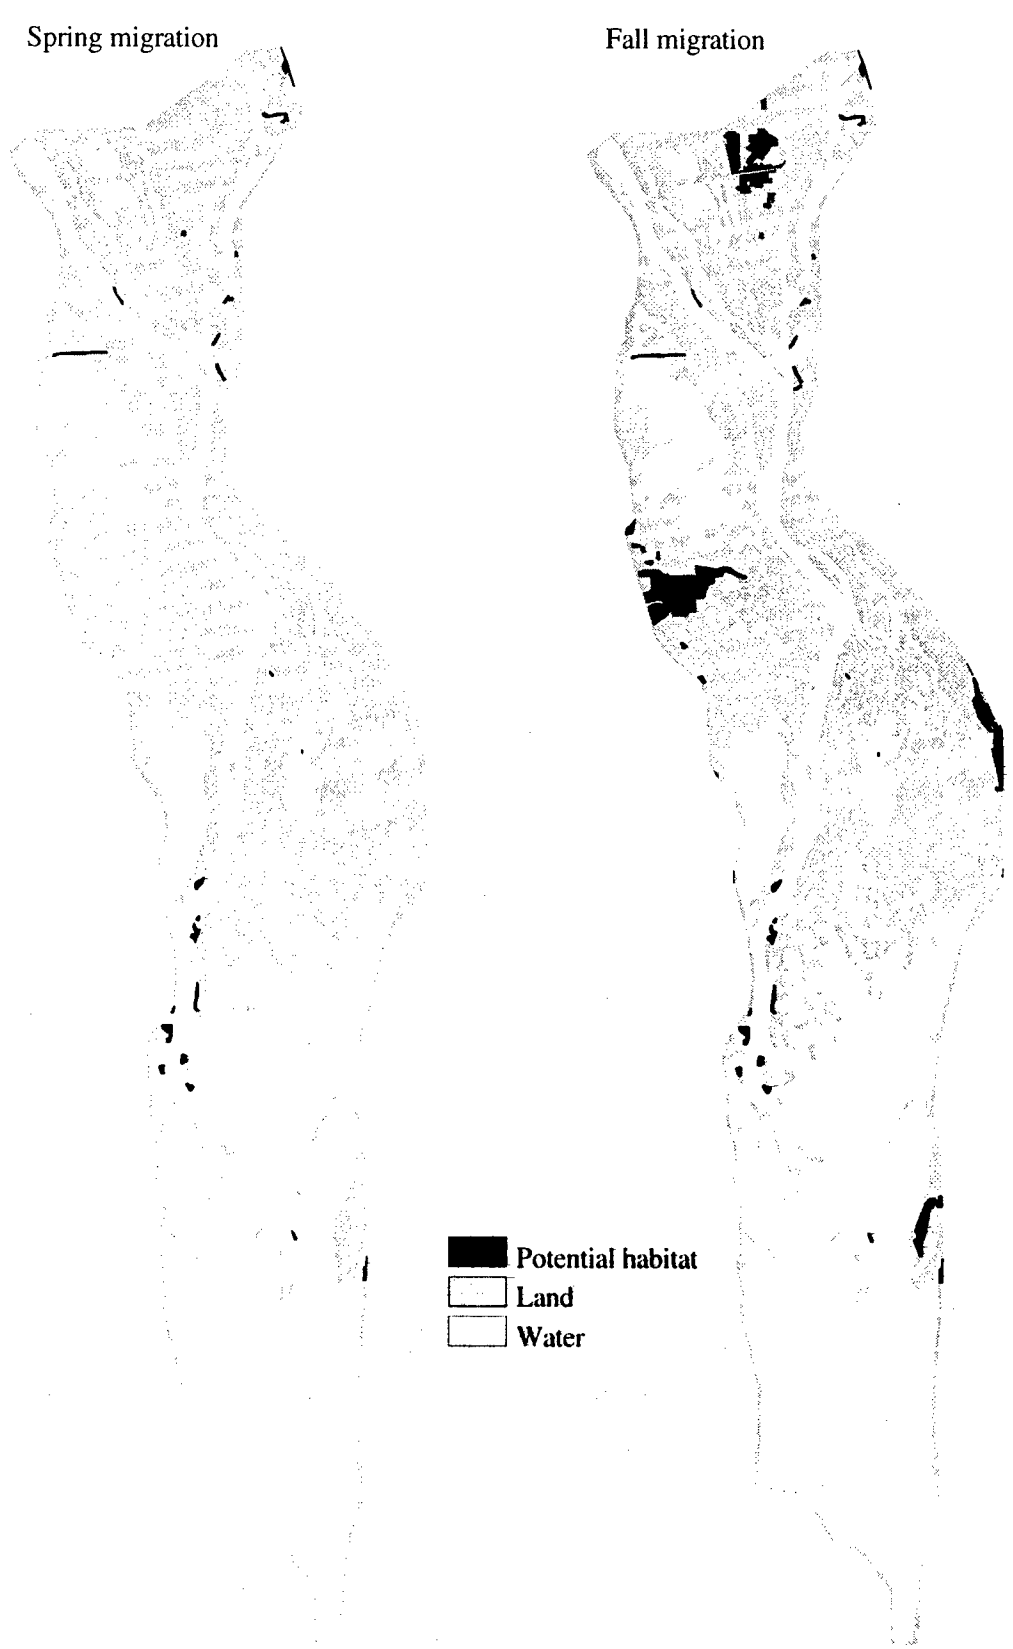 Spring migration
Fall migration
Potential habitat
Land
Water